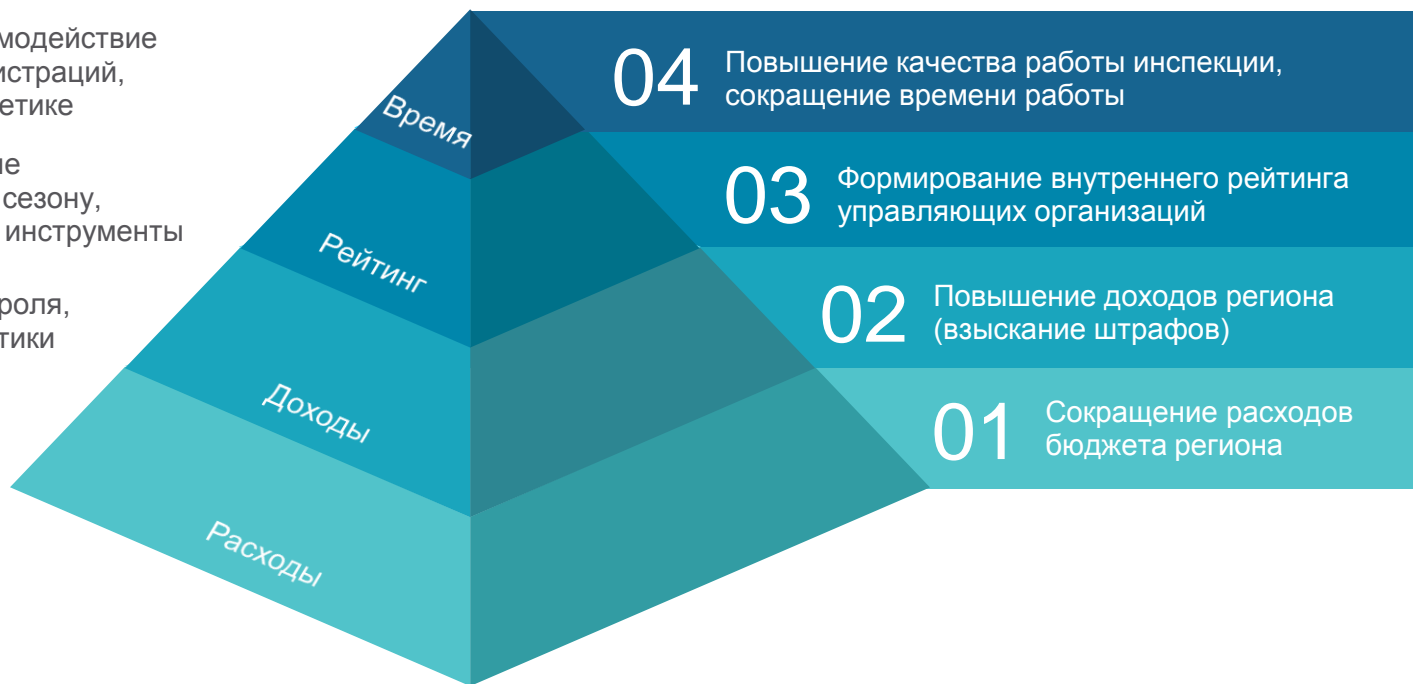 модействие
истраций,
етике
ие
сезону,
инструменты
роля,
тики
Время
Рейтинг
Доходы
Расходы
04
Повышение качества работы инспекции,
сокращение времени работы
03
Формирование внутреннего рейтинга
управляющих организаций
02
Повышение доходов региона
(взыскание штрафов)
01
Сокращение расходов
бюджета региона